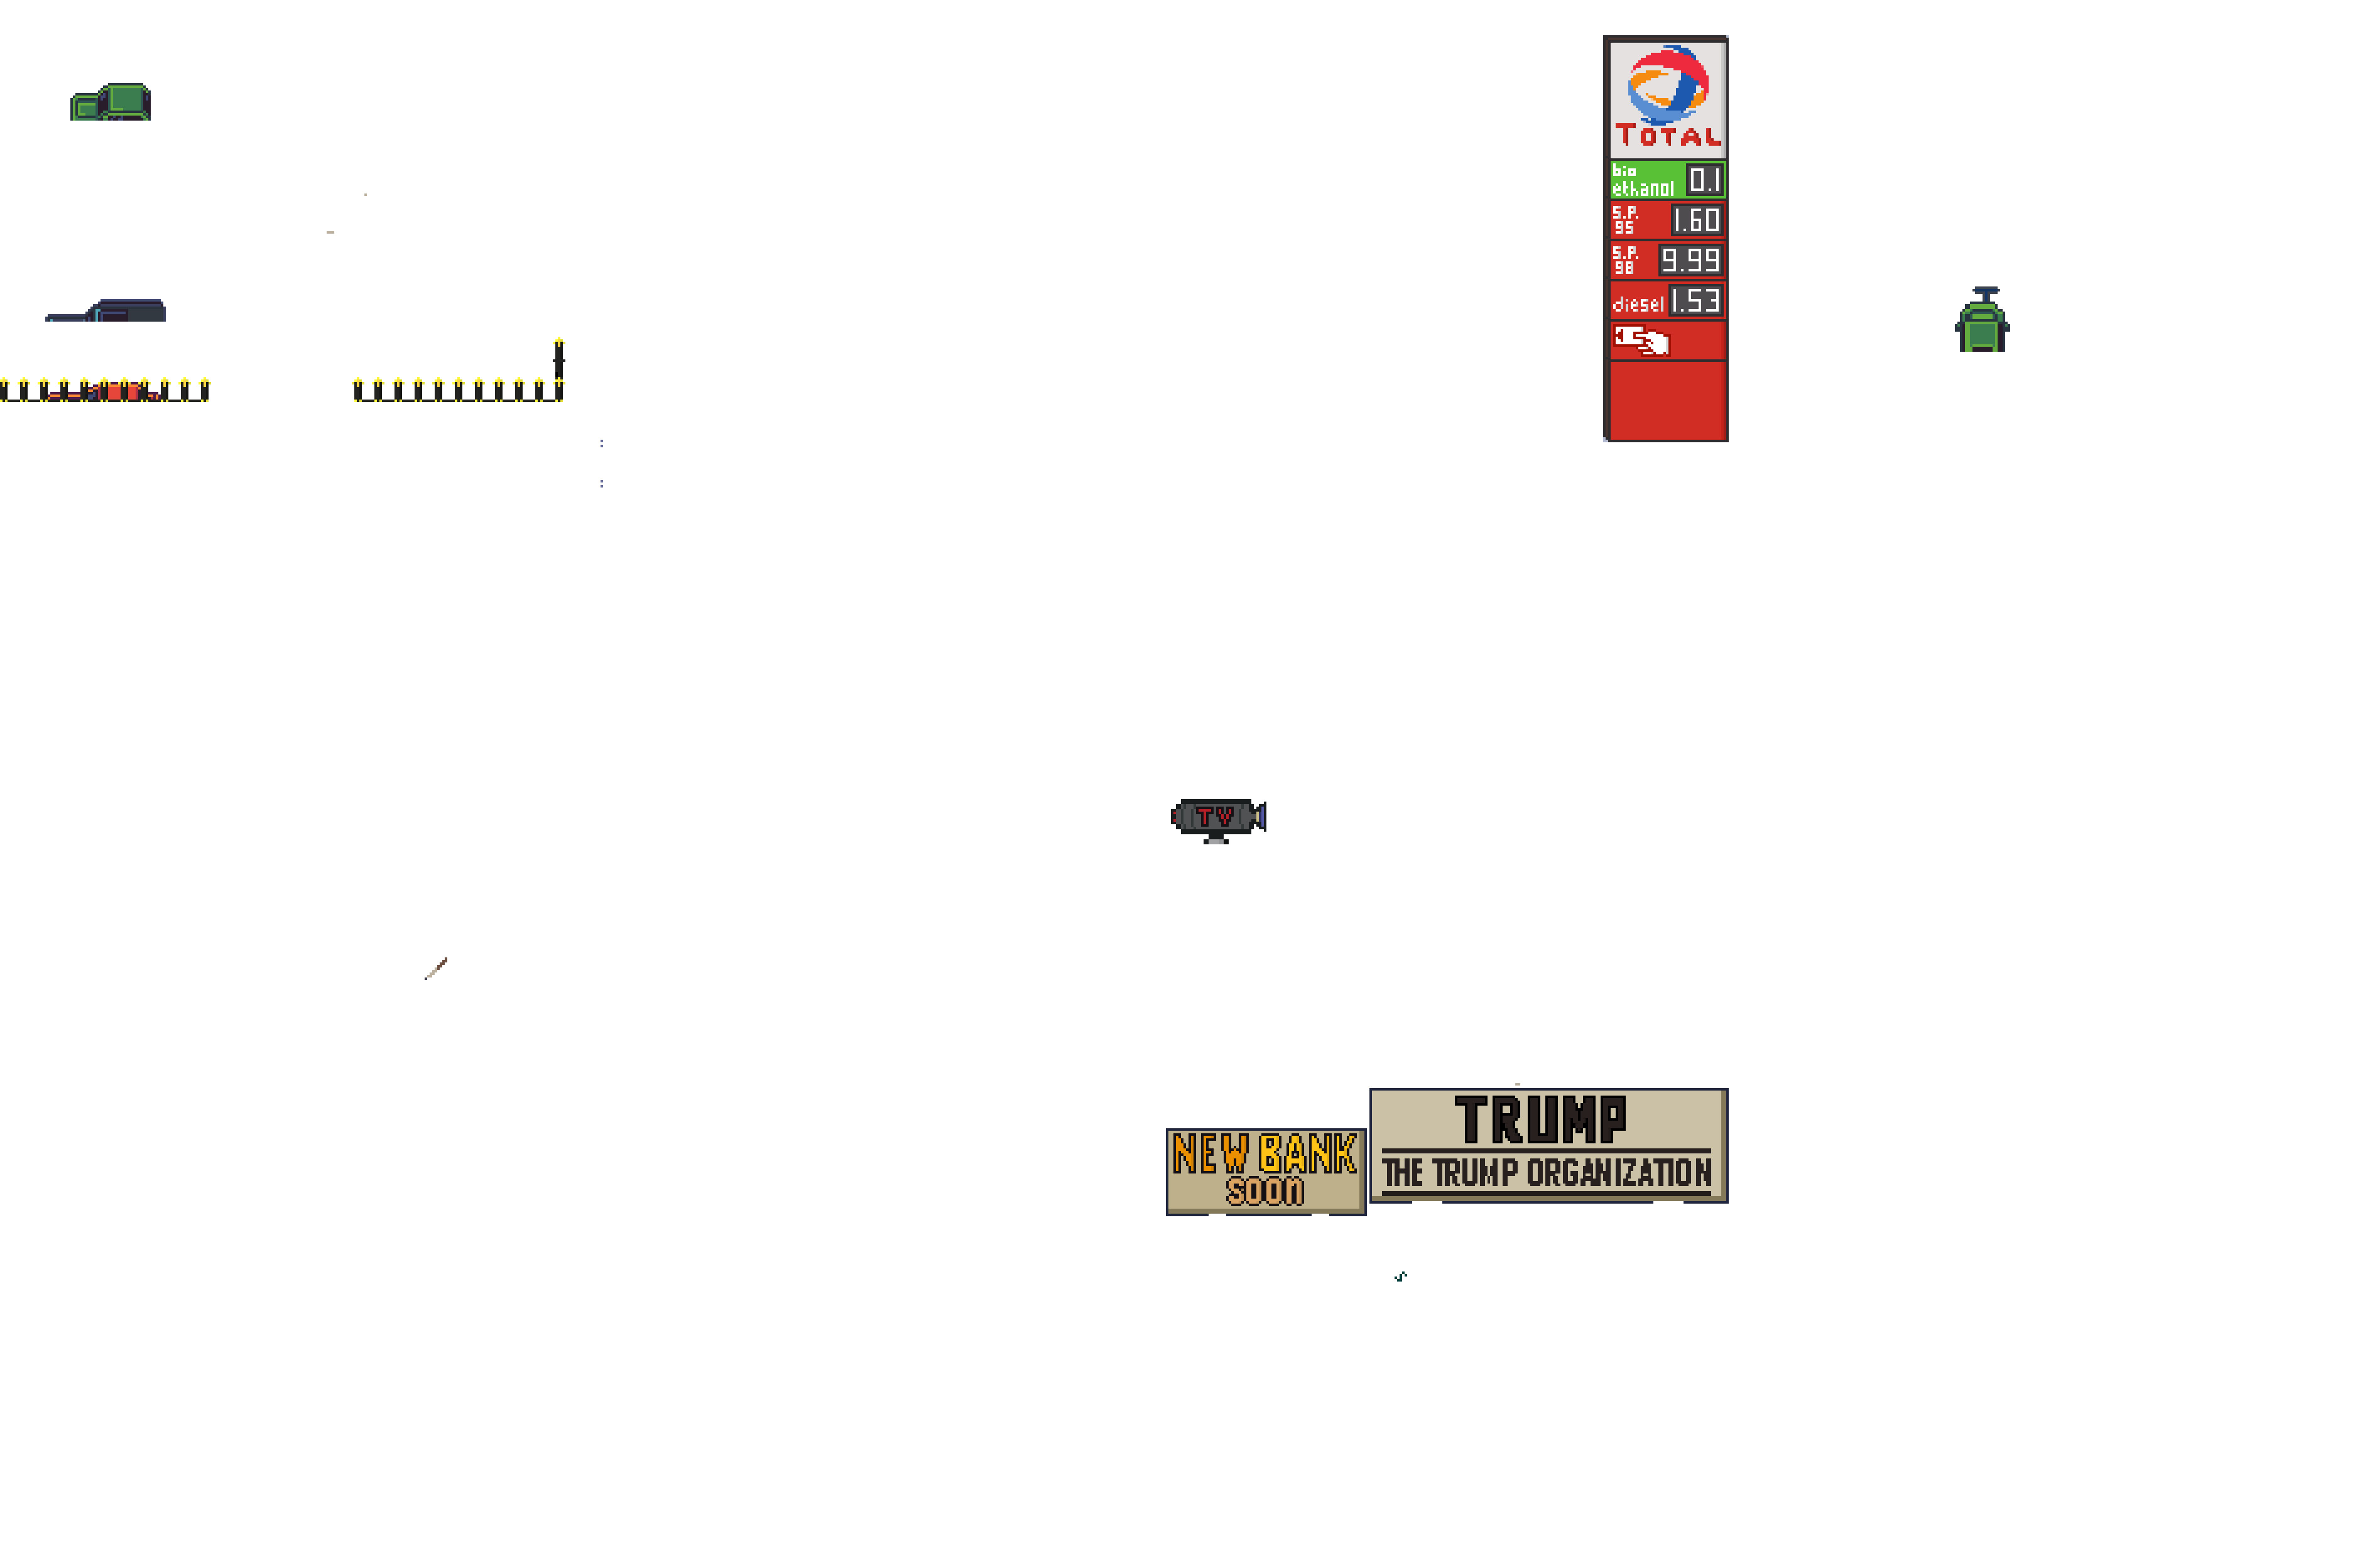 TOTAL
bio
ethanol 0.1
S.P.
95 1.60
S.P.
98 9.99
diesel 1.53
TV
NEW BANK
SOON
TRUMP
THE TRUMP ORGANIZATION